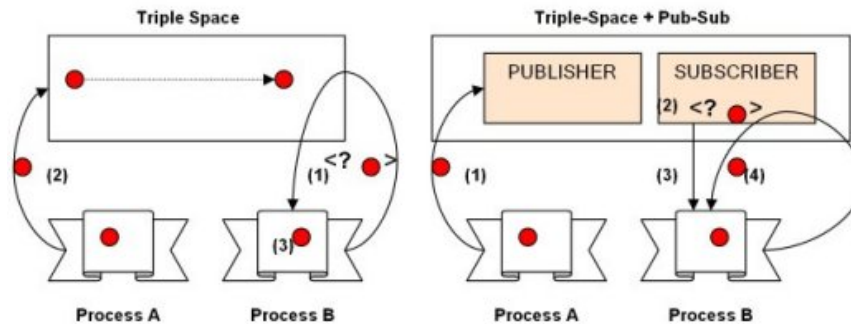 Triple Space
(2)
(1)
<? >
(3)
Process A
Process B
Triple-Space + Pub-Sub
PUBLISHER
SUBSCRIBER
(2) <? >
(1)
(3)
(4)
Process A
Process B